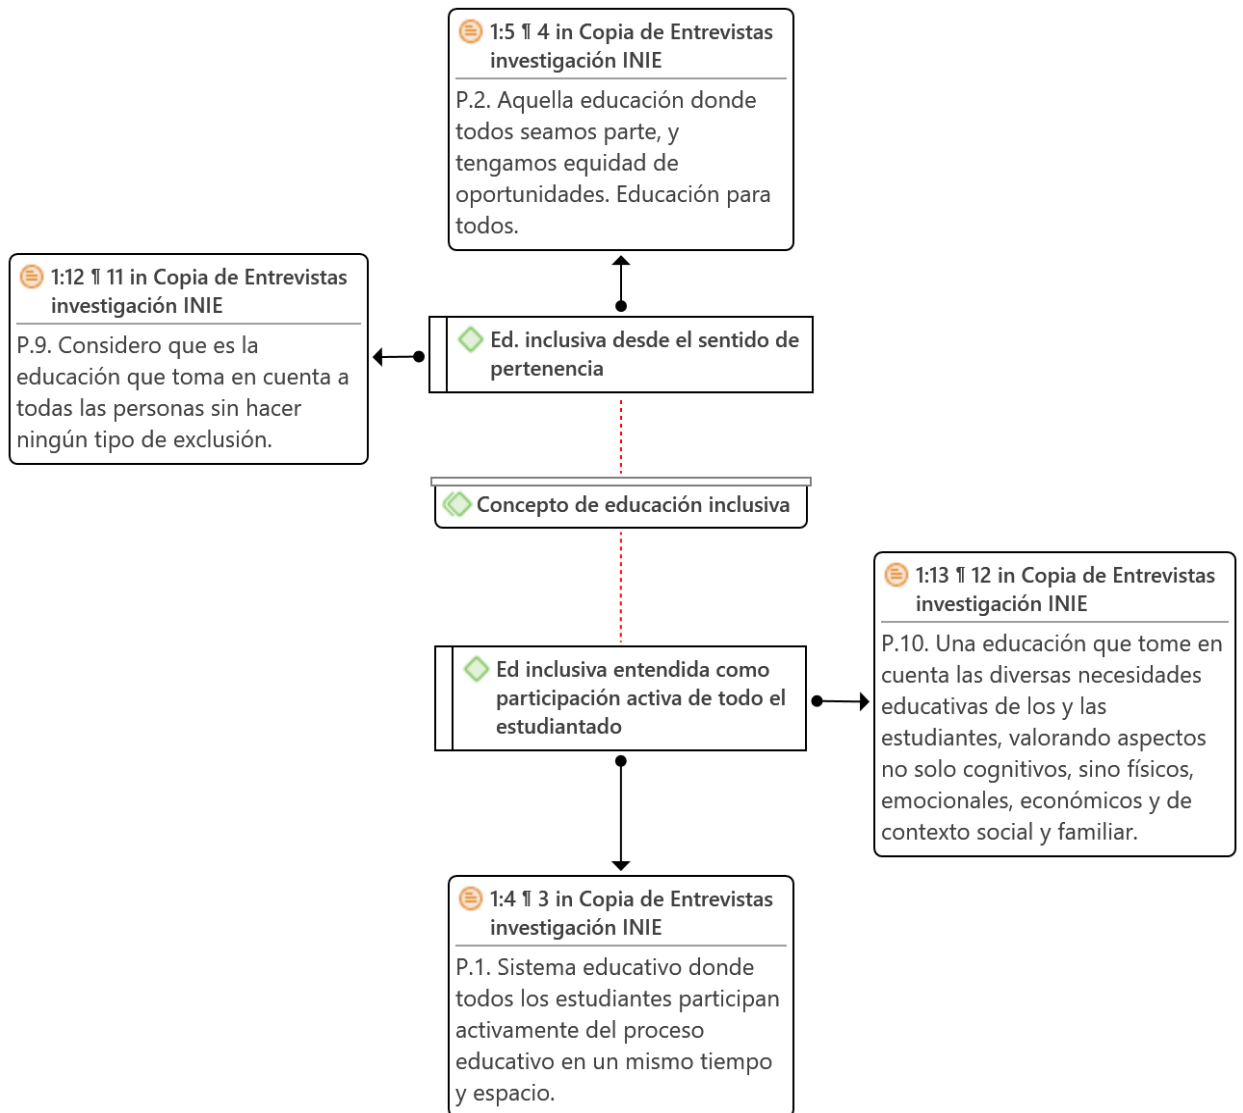 1:5 ¶ 4 in Copia de Entrevistas
investigación INIE
P.2. Aquella educación donde
todos seamos parte, y
tengamos equidad de
oportunidades. Educación para
todos.
1:12 ¶ 11 in Copia de Entrevistas
investigación INIE
P.9. Considero que es la
educación que toma en cuenta a
todas las personas sin hacer
ningún tipo de exclusión.
Ed. inclusiva desde el sentido de
pertenencia
Concepto de educación inclusiva
Ed inclusiva entendida como
participación activa de todo el
estudiantado
1:13 ¶ 12 in Copia de Entrevistas
investigación INIE
P.10. Una educación que tome en
cuenta las diversas necesidades
educativas de los y las
estudiantes, valorando aspectos
no solo cognitivos, sino físicos,
emocionales, económicos y de
contexto social y familiar.
1:4 ¶ 3 in Copia de Entrevistas
investigación INIE
P.1. Sistema educativo donde
todos los estudiantes participan
activamente del proceso
educativo en un mismo tiempo
y espacio.